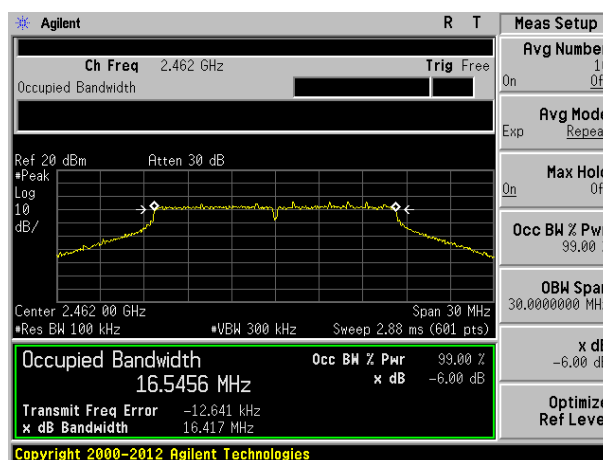 Agilent R T
Meas Setup
Ch Freq 2.462 GHz Trig Free
Occupied Bandwidth
Ref 20 dBm Atten 30 dB
#Peak
Log
10
dB/
Center 2.462 00 GHz Span 30 MHz
#Res BW 100 kHz #VBW 300 kHz Sweep 2.88 ms (601 pts)
Occupied Bandwidth Occ BW % Pwr 99.00 %
16.5456 MHz x dB -6.00 dB
Transmit Freq Error -12.641 kHz
x dB Bandwidth 16.417 MHz
Copyright 2000-2012 Agilent Technologies
Avg Number
On
Avg Mode
Exp Repeat
Max Hold
On Off
Occ BW % Pwr
99.00
OBW Span
30.0000000 MHz
x dB
-6.00 dB
Optimize
Ref Level